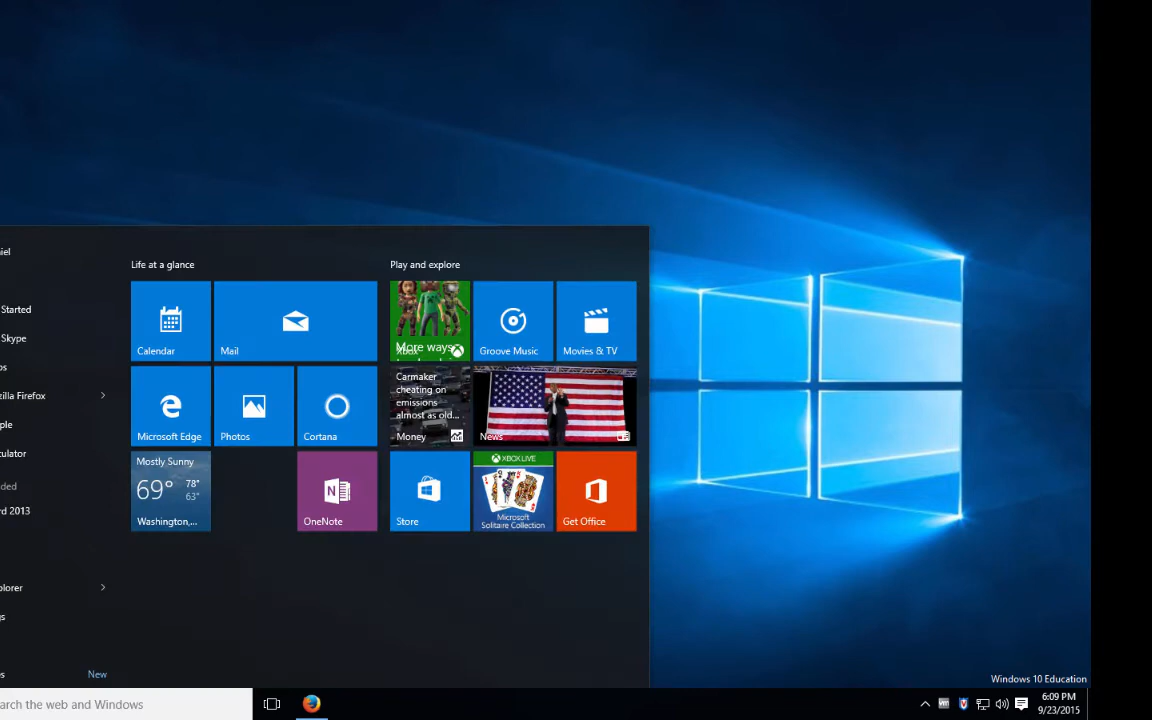 iel
Started
Skype
os
zilla Firefox
ple
culator
ded
rd 2013
plorer
gs
ps
New
Life at a glance
Calendar
Mail
Microsoft Edge
Photos
Cortana
Mostly Sunny
69° 78°
63°
Washington,...
OneNote
Play and explore
More ways
Xbox
Groove Music
Movies & TV
Carmaker
cheating on
emissions
almost as old...
Money
News
Store
XBOX LIVE
Microsoft
Solitaire Collection
Get Office
Windows 10 Education
arch the web and Windows
6:09 PM
9/23/2015